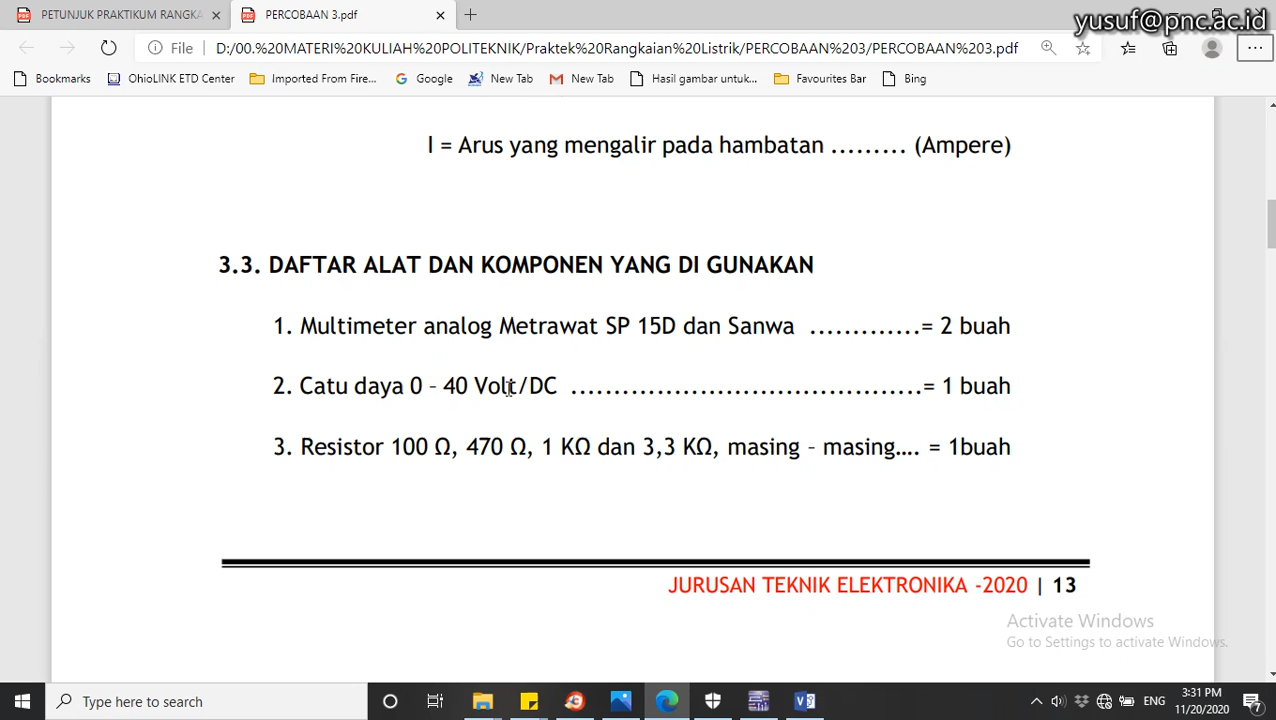 PETUNJUK PRAKTIKUM RANGKA
PERCOBAAN 3.pdf
yusuf@pnc.ac.id
File
D:/00.%20MATERI%20KULIAH%20POLITEKNIK/Praktek%20Rangkaian%20Listrik/PERCOBAAN%203/PERCOBAAN%203.pdf
Bookmarks
OhioLINK ETD Center
Imported From Fire...
Google
New Tab
New Tab
Hasil gambar untuk...
Favourites Bar
Bing
I = Arus yang mengalir pada hambatan ......... (Ampere)
3.3. DAFTAR ALAT DAN KOMPONEN YANG DI GUNAKAN
1. Multimeter analog Metrawat SP 15D dan Sanwa .............= 2 buah
2. Catu daya 0 – 40 Volt/DC .....................................= 1 buah
3. Resistor 100 Ω, 470 Ω, 1 KΩ dan 3,3 KΩ, masing – masing.... = 1buah
JURUSAN TEKNIK ELEKTRONIKA -2020 | 13
Activate Windows
Go to Settings to activate Windows.
Type here to search
ENG
3:31 PM
11/20/2020
7